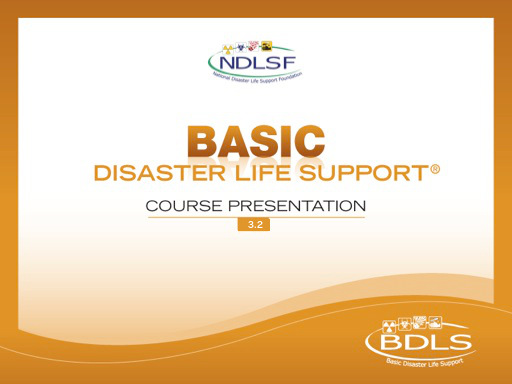 NDLSF
National Disaster Life Support Foundation
BASIC
DISASTER LIFE SUPPORT®
COURSE PRESENTATION
3.2
BDLS
Basic Disaster Life Support